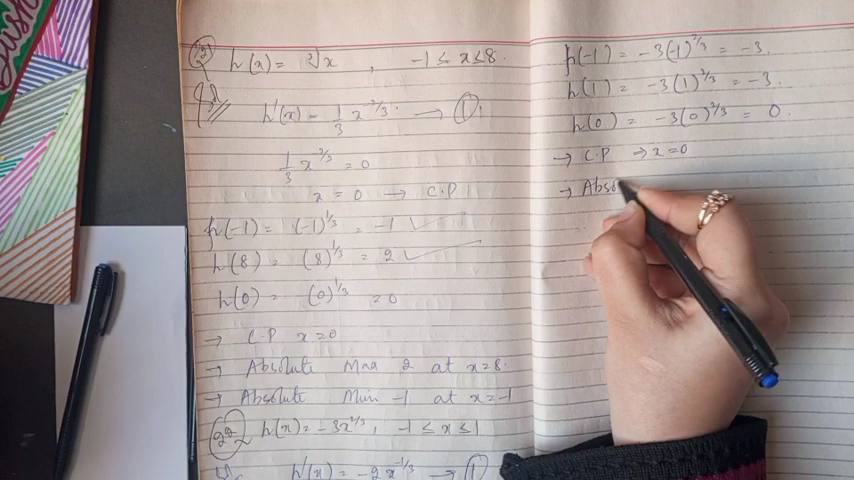 21
h(x) = ∛x , -1 ≤ x ≤ 8.
h'(x) = 1/3 x^2/3 . → ①
1/3 x^2/3 = 0
x = 0 → C.P
h(-1) = (-1)^1/3 = -1 ✓
h(8) = (8)^1/3 = 2 ✓
h(0) = (0)^1/3 = 0
→ C.P x = 0
→ Absolute Max 2 at x = 8.
→ Absolute Min -1 at x = -1
22 h(x) = -3x^2/3, -1 ≤ x ≤ 1
h'(x) = -2x^-1/3 → ①
h(-1) = -3(-1)^2/3 = -3.
h(1) = -3(1)^2/3 = -3.
h(0) = -3(0)^2/3 = 0.
→ C.P → x = 0
→ Abso